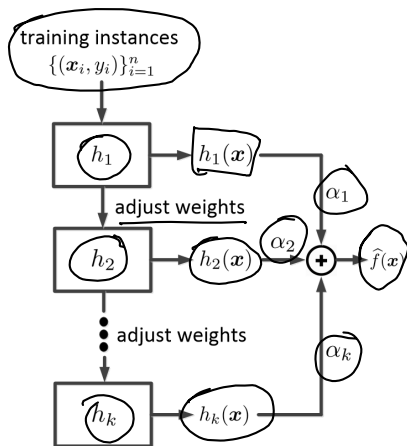 training instances
{(x_i, y_i)}_{i=1}^n
h_1
h_1(x)
α_1
adjust weights
h_2
h_2(x)
α_2
+
f̂(x)
adjust weights
α_k
h_k
h_k(x)